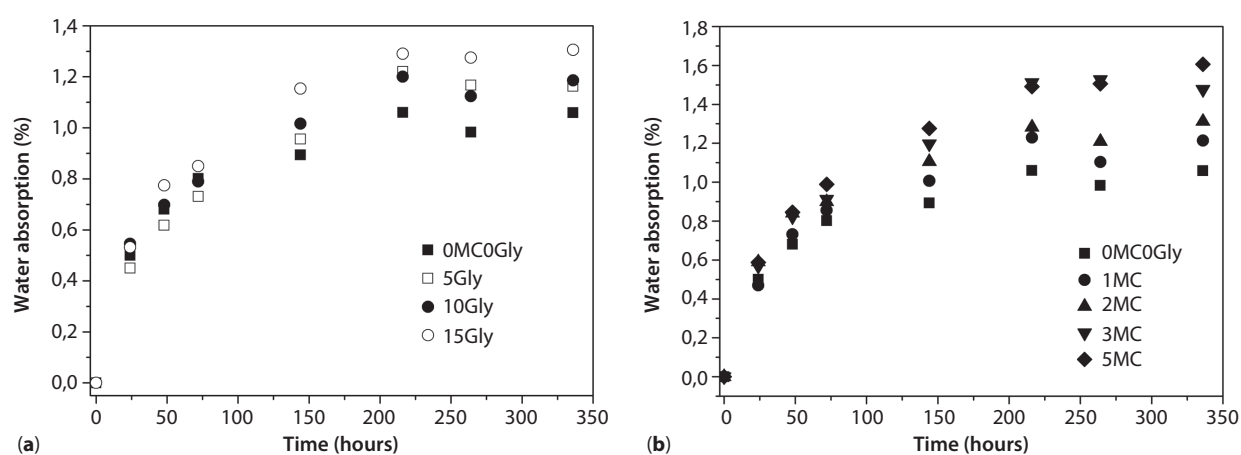 1,4
1,2
1,0
0,8
0,6
0,4
0,2
0,0
Water absorption (%)
0MC0Gly
5Gly
10Gly
15Gly
0 50 100 150 200 250 300 350
Time (hours)
(a)
1,8
1,6
1,4
1,2
1,0
0,8
0,6
0,4
0,2
0,0
Water absorption (%)
0MC0Gly
1MC
2MC
3MC
5MC
0 50 100 150 200 250 300 350
Time (hours)
(b)